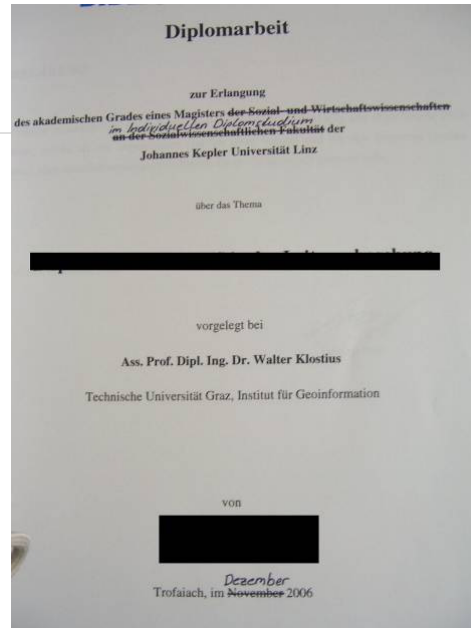 Diplomarbeit
zur Erlangung
des akademischen Grades eines Magisters der Sozial- und Wirtschaftswissenschaften
im Individuellen Diplomstudium
an der Sozialwissenschaftlichen Fakultät der
Johannes Kepler Universität Linz
über das Thema
vorgelegt bei
Ass. Prof. Dipl. Ing. Dr. Walter Klostius
Technische Universität Graz, Institut für Geoinformation
von
Dezember
Trofaiach, im November 2006